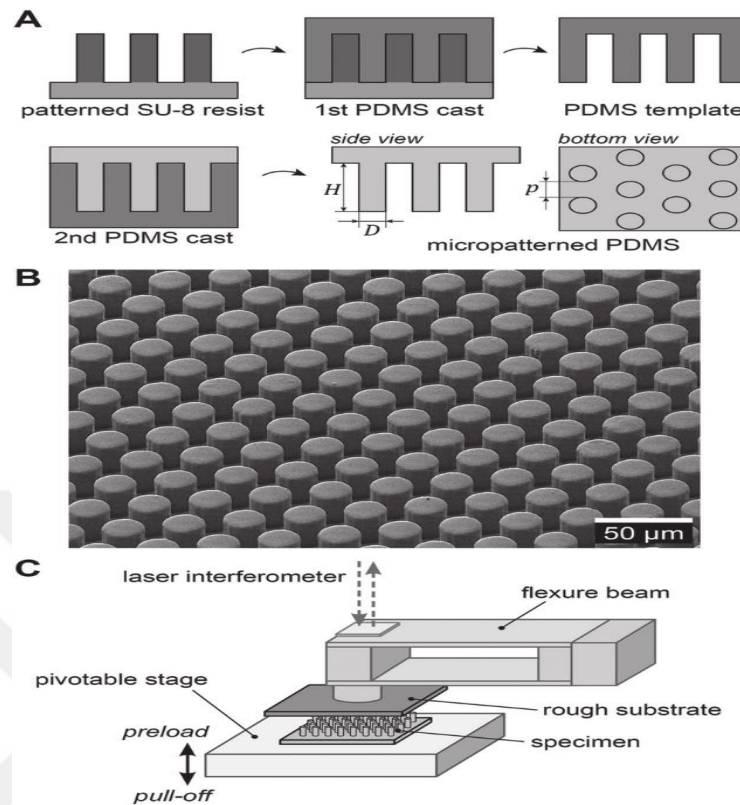 A
patterned SU-8 resist
1st PDMS cast
PDMS template
side view
bottom view
H
D
p
2nd PDMS cast
micropatterned PDMS
B
50 µm
C
laser interferometer
flexure beam
pivotable stage
rough substrate
preload
specimen
pull-off